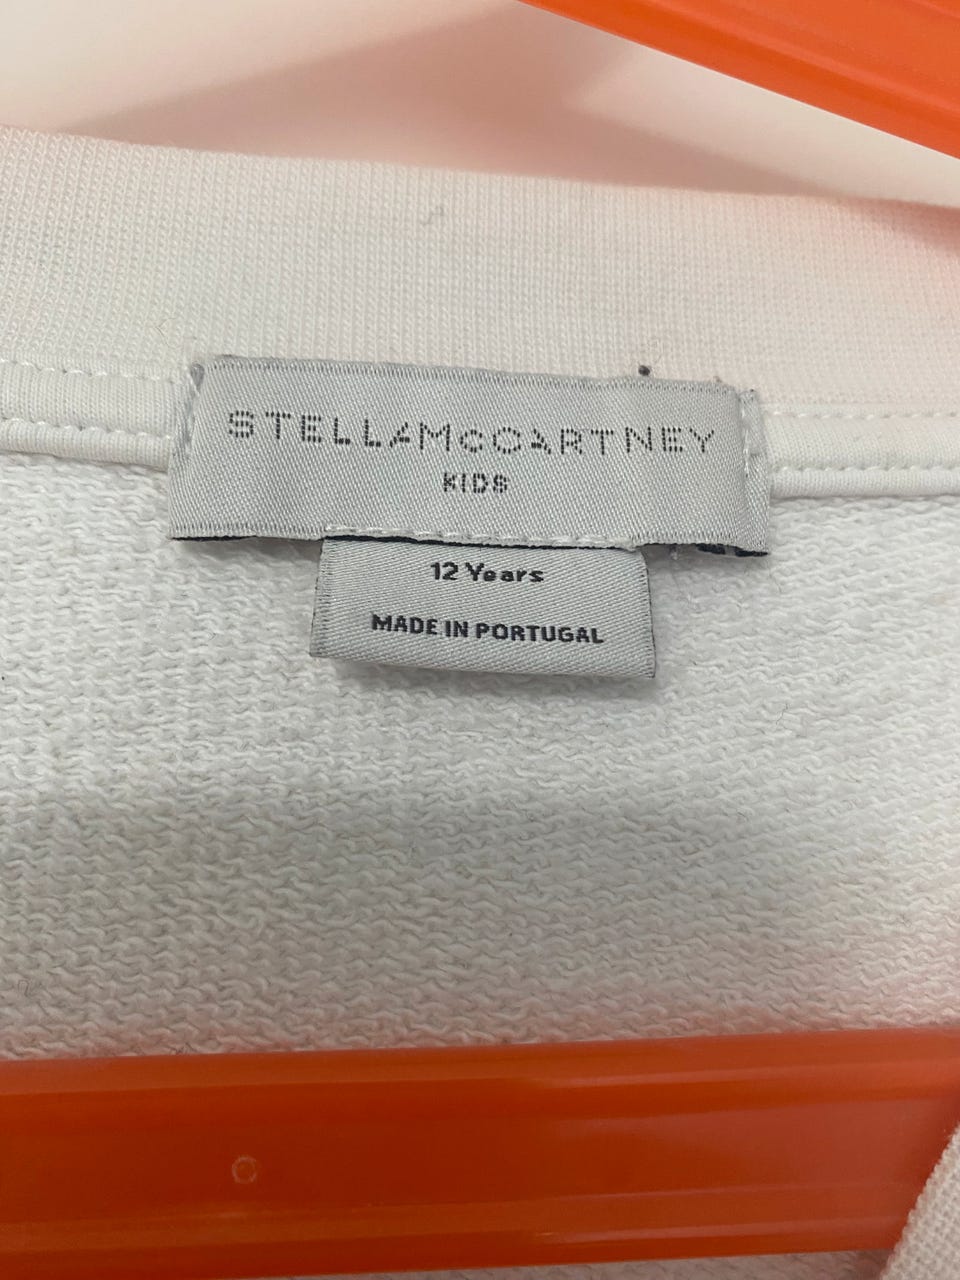 STELLAMcCARTNEY
KIDS
12 Years
MADE IN PORTUGAL